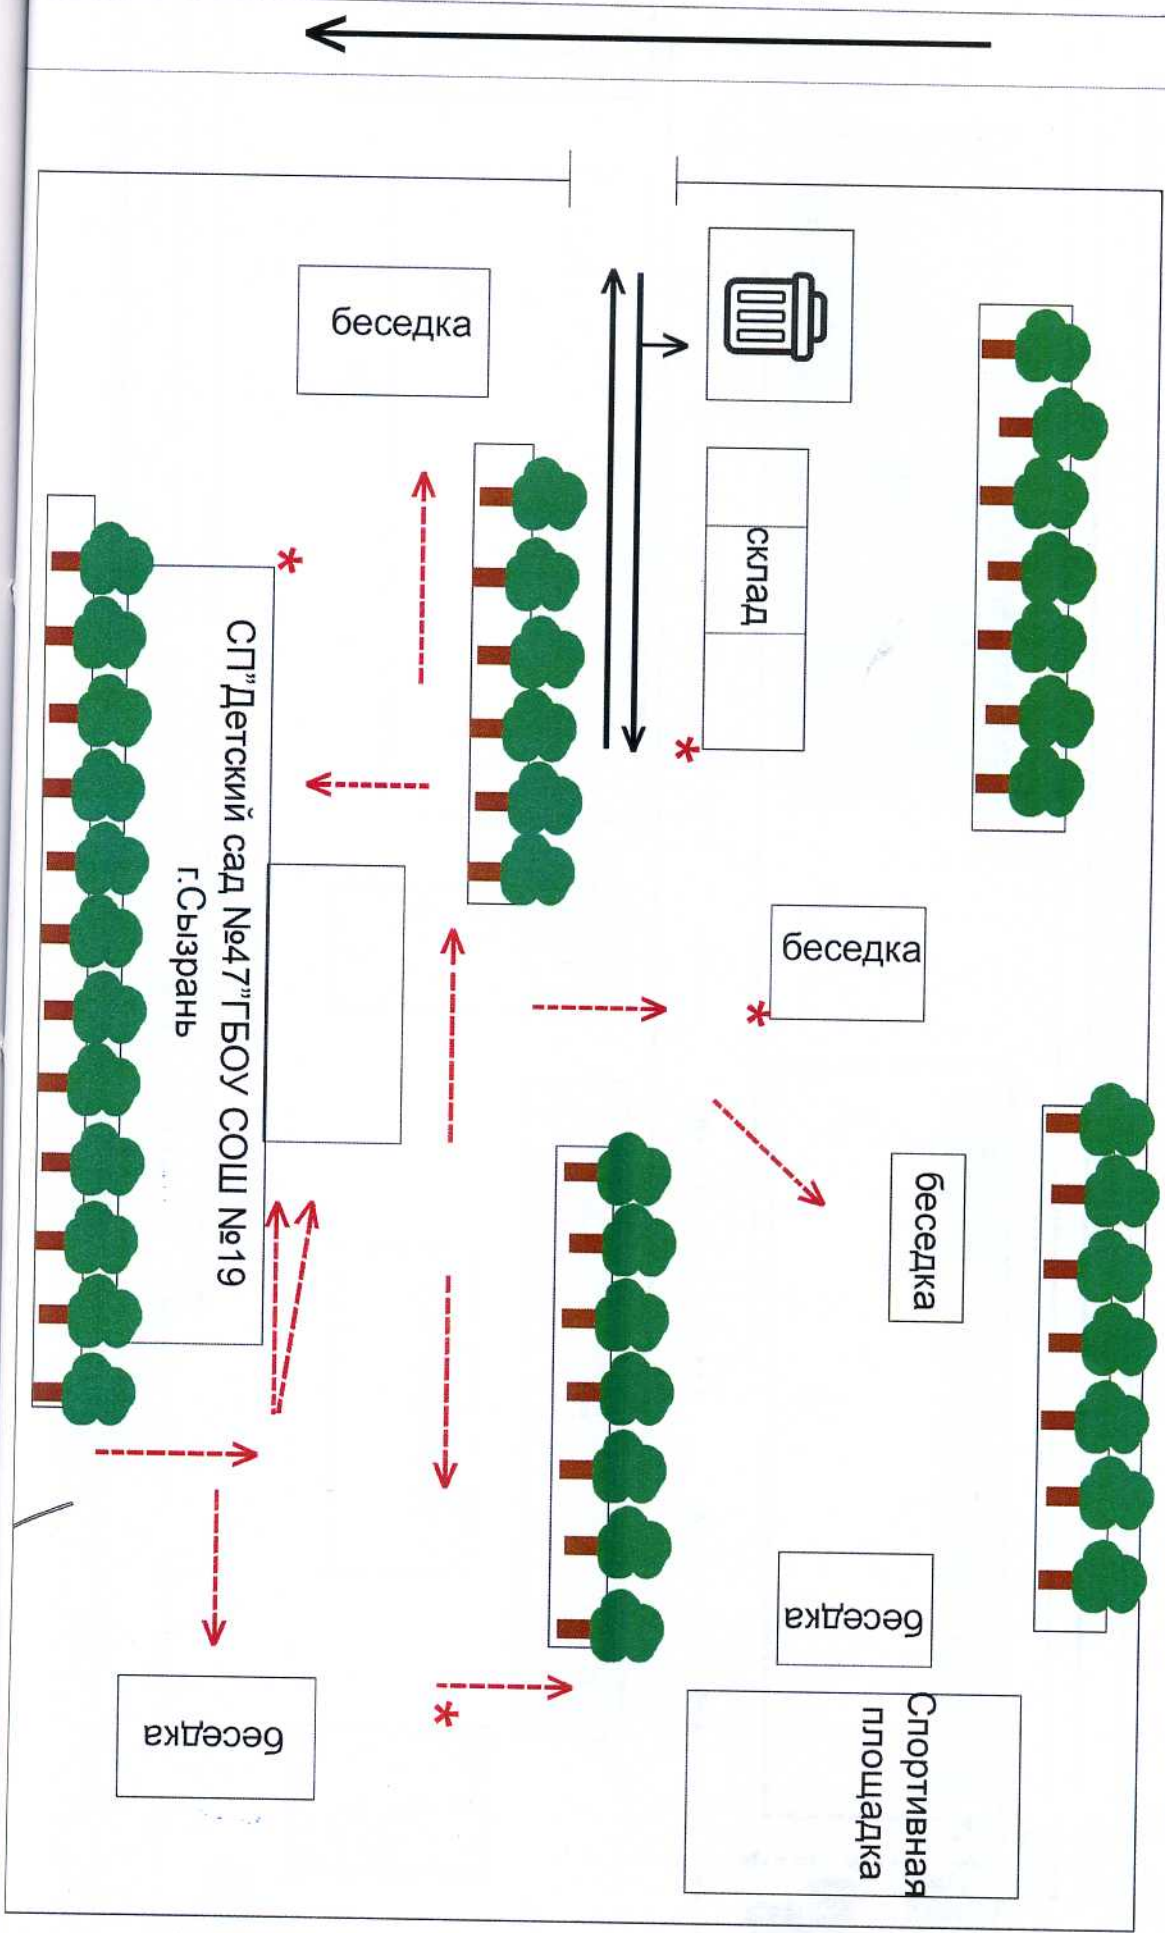 беседка
склад
СП"Детский сад №47"ГБОУ СОШ №19
г.Сызрань
беседка
беседка
беседка
беседка
Спортивная
площадка